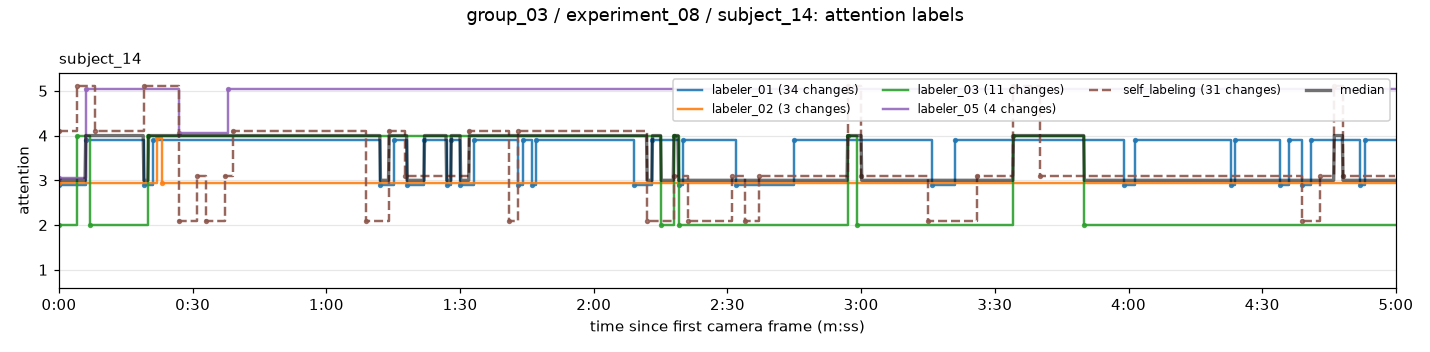 group_03 / experiment_08 / subject_14: attention labels
subject_14
labeler_01 (34 changes)
labeler_02 (3 changes)
labeler_03 (11 changes)
labeler_05 (4 changes)
self_labeling (31 changes)
median
attention
5
4
3
2
1
0:00 0:30 1:00 1:30 2:00 2:30 3:00 3:30 4:00 4:30 5:00
time since first camera frame (m:ss)